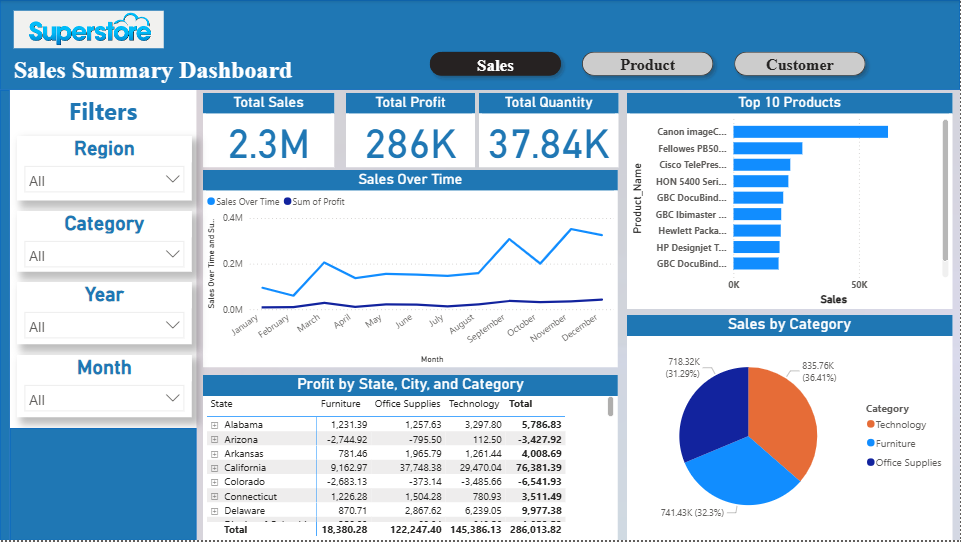 Superstore
Sales Summary Dashboard
Sales
Product
Customer
Filters
Region
All
Category
All
Year
All
Month
All
Total Sales
2.3M
Total Profit
286K
Total Quantity
37.84K
Sales Over Time
Sales Over Time
Sum of Profit
Sales Over Time and Su...
0.4M
0.2M
0.0M
January
February
March
April
May
June
July
August
September
October
November
December
Month
Profit by State, City, and Category
State Furniture Office Supplies Technology Total
Alabama 1,231.39 1,257.63 3,297.80 5,786.83
Arizona -2,744.92 -795.50 112.50 -3,427.92
Arkansas 781.46 1,965.79 1,261.44 4,008.69
California 9,162.97 37,748.38 29,470.04 76,381.39
Colorado -2,683.13 -373.14 -3,485.66 -6,541.93
Connecticut 1,226.28 1,504.28 780.93 3,511.49
Delaware 870.71 2,867.62 6,239.05 9,977.38
Total 18,380.28 122,247.40 145,386.13 286,013.82
Top 10 Products
Product_Name
Canon imageC...
Fellowes PB50...
Cisco TelePres...
HON 5400 Seri...
GBC DocuBind...
GBC Ibimaster ...
Hewlett Packa...
HP Designjet T...
GBC DocuBind...
0K
50K
Sales
Sales by Category
718.32K
(31.29%)
835.76K
(36.41%)
741.43K (32.3%)
Category
Technology
Furniture
Office Supplies